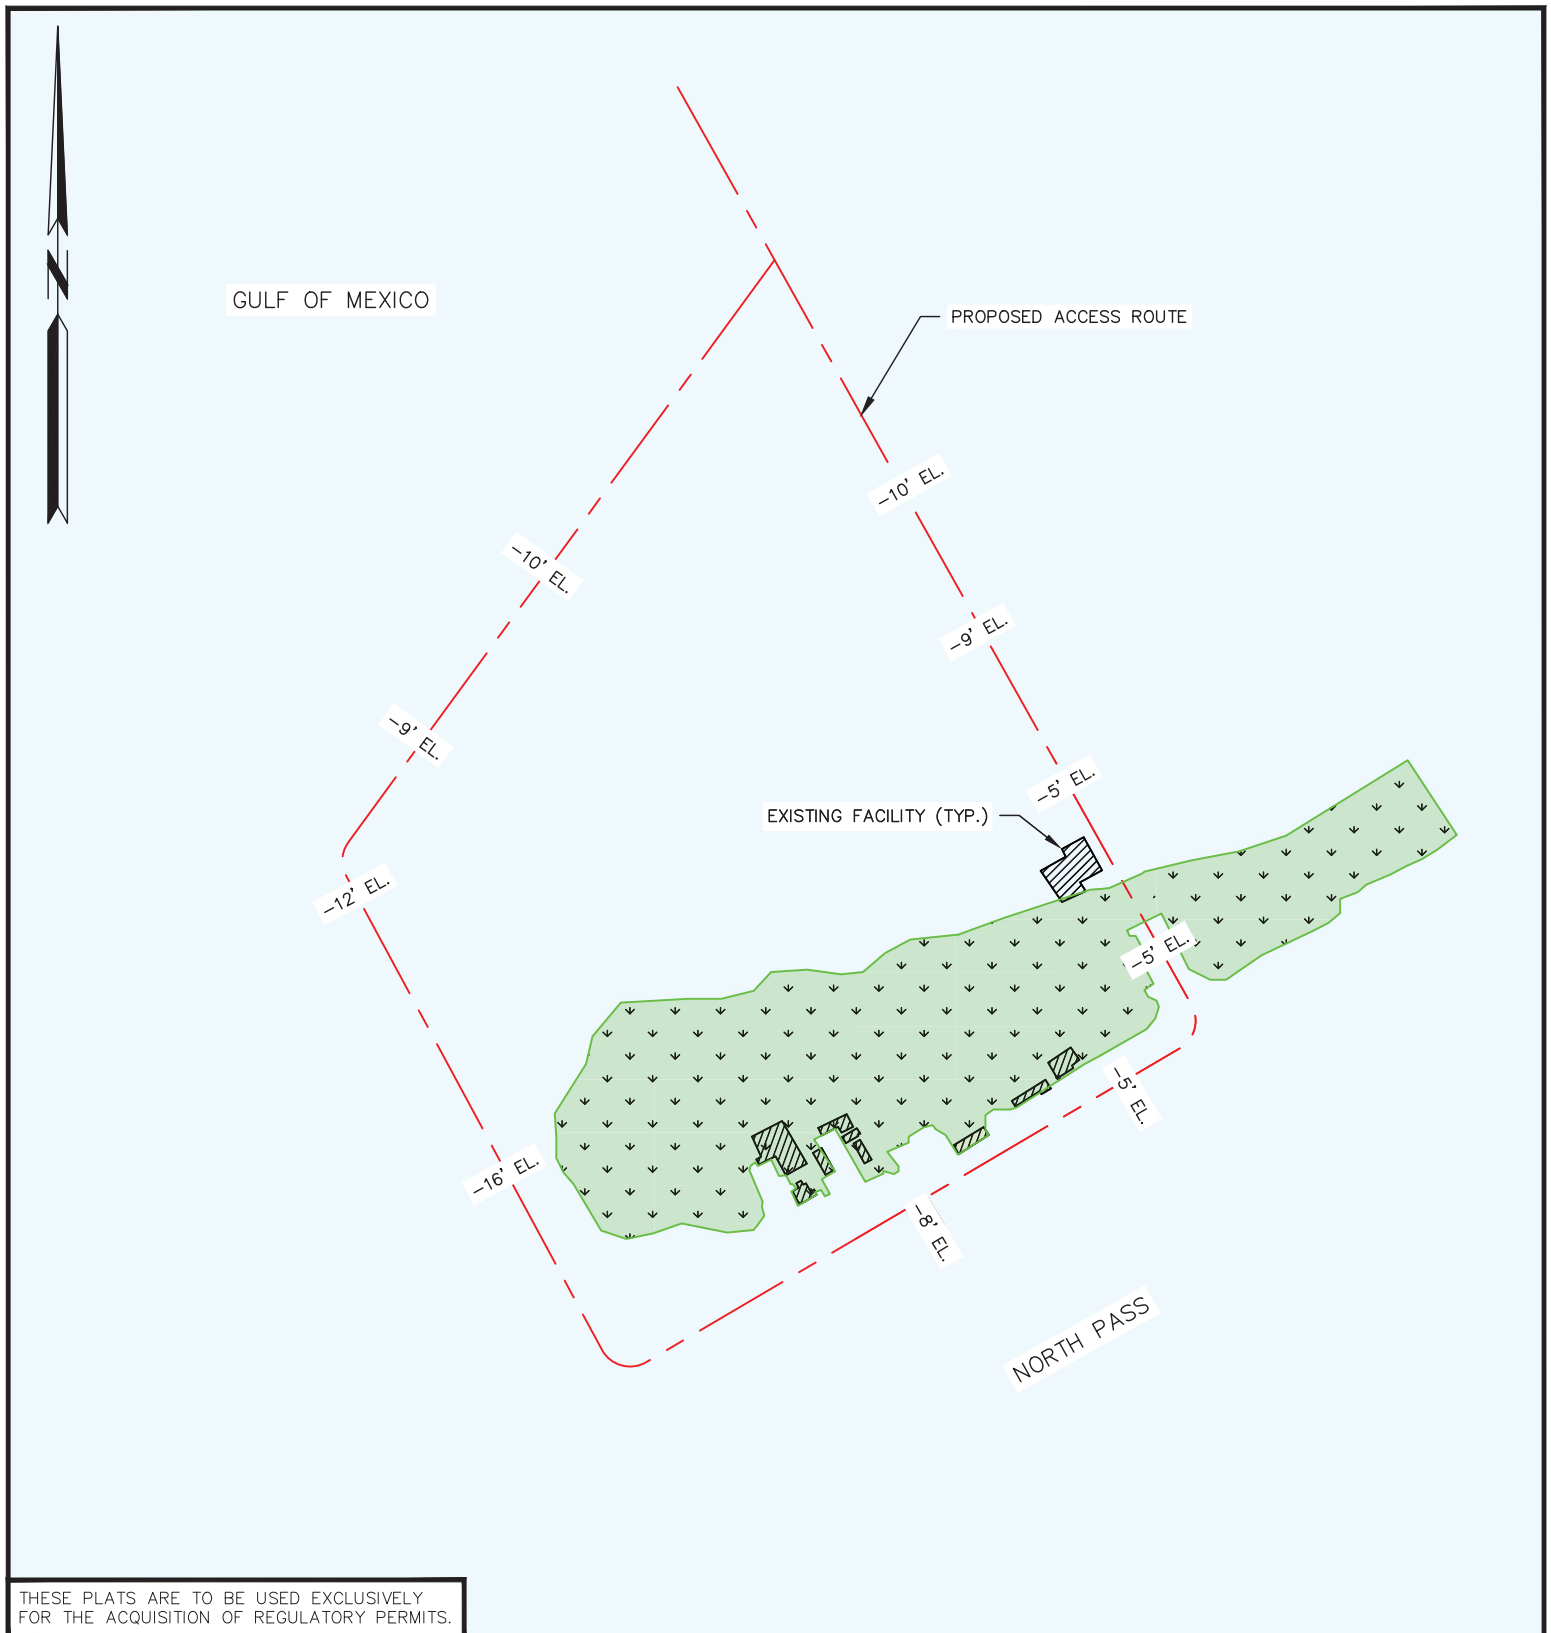 N
GULF OF MEXICO
PROPOSED ACCESS ROUTE
-10' EL.
-10' EL.
-9' EL.
-9' EL.
-5' EL.
EXISTING FACILITY (TYP.)
-12' EL.
-5' EL.
-5' EL.
-16' EL.
-8' EL.
NORTH PASS
THESE PLATS ARE TO BE USED EXCLUSIVELY
FOR THE ACQUISITION OF REGULATORY PERMITS.